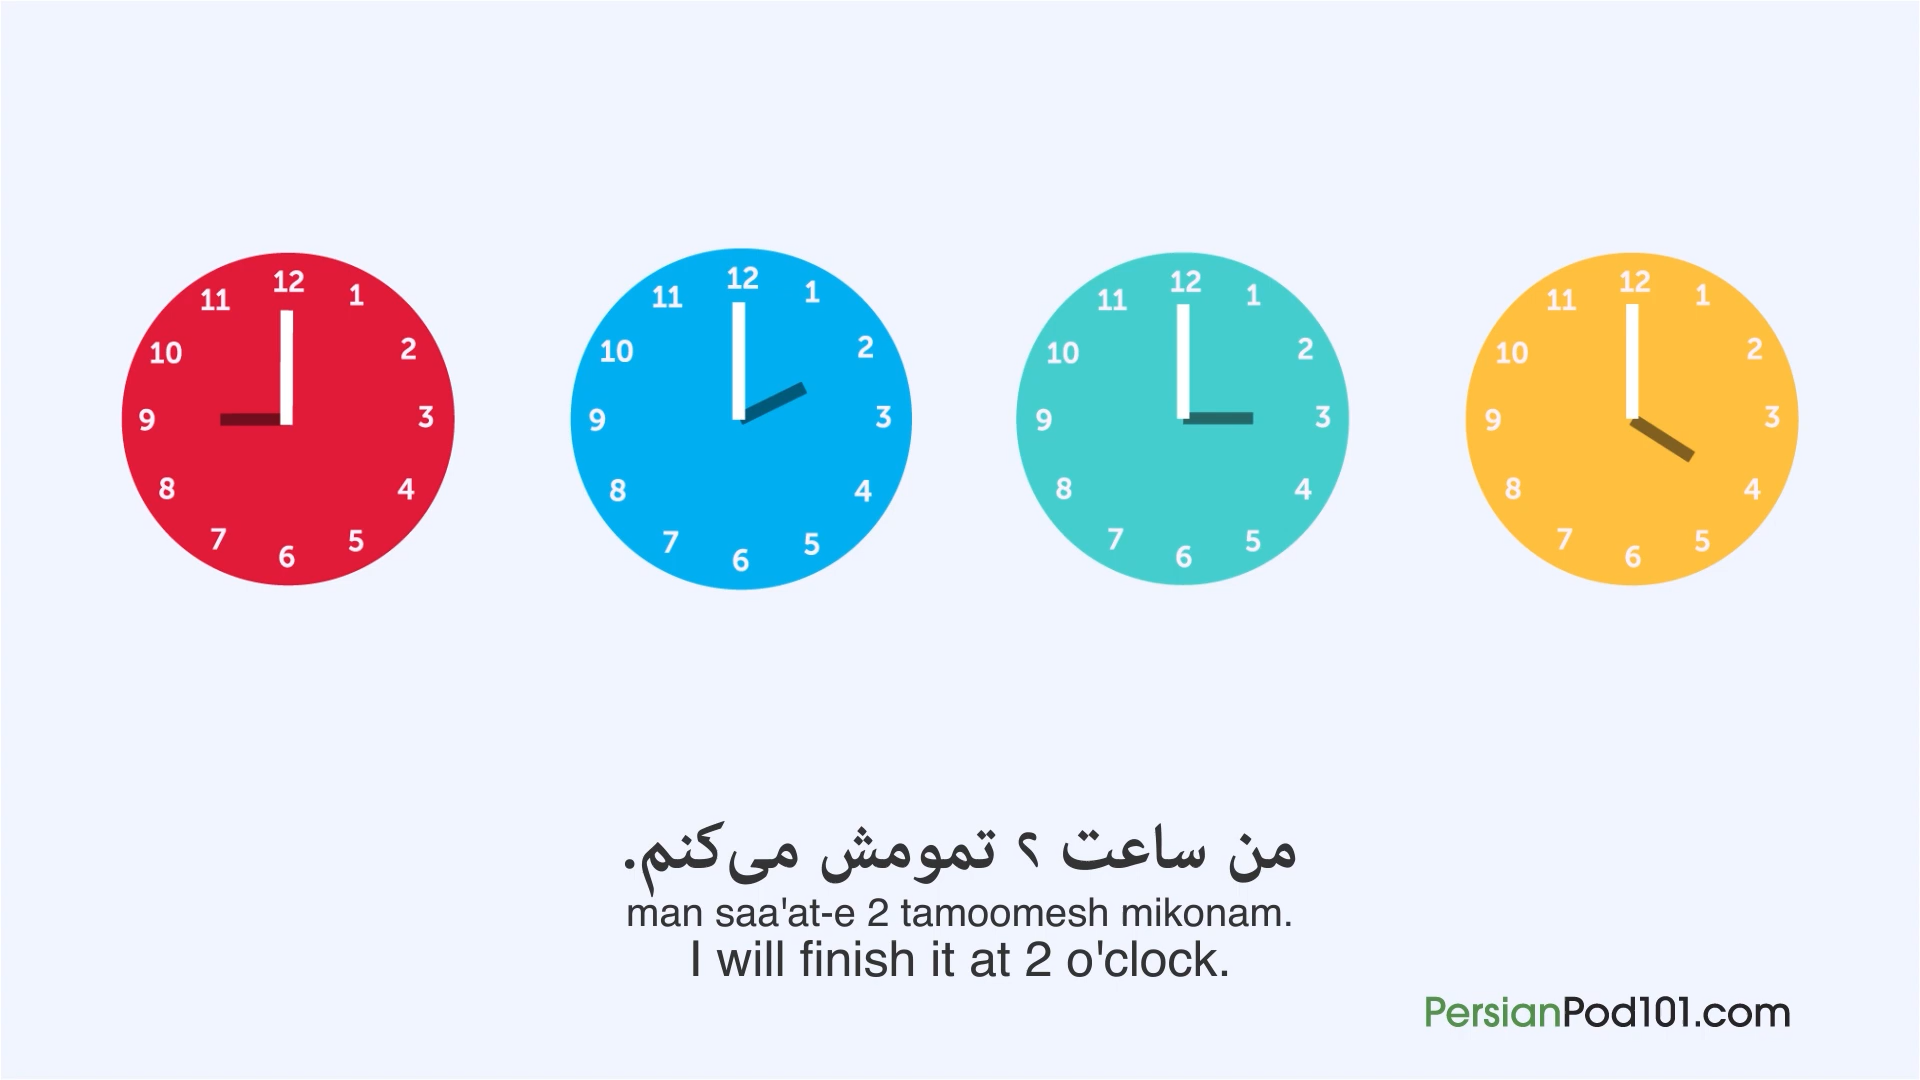 12 1 2 3 4 5 6 7 8 9 10 11
12 1 2 3 4 5 6 7 8 9 10 11
12 1 2 3 4 5 6 7 8 9 10 11
12 1 2 3 4 5 6 7 8 9 10 11
من ساعت ۲ تمومش می‌کنم.
man saa'at-e 2 tamoomesh mikonam.
I will finish it at 2 o'clock.
PersianPod101.com